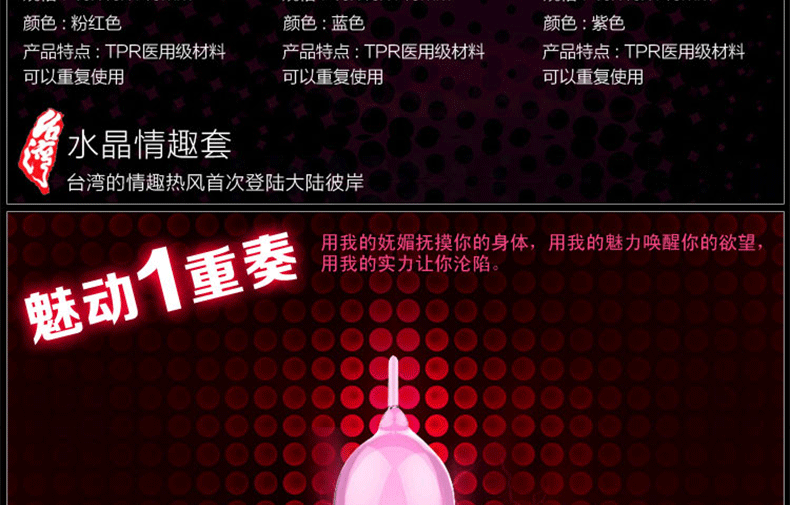 颜色 : 粉红色
颜色 : 蓝色
颜色 : 紫色
产品特点 : TPR医用级材料
产品特点 : TPR医用级材料
产品特点 : TPR医用级材料
可以重复使用
可以重复使用
可以重复使用
台湾
水晶情趣套
台湾的情趣热风首次登陆大陆彼岸
魅动1重奏
用我的妩媚抚摸你的身体，用我的魅力唤醒你的欲望，
用我的实力让你沦陷。